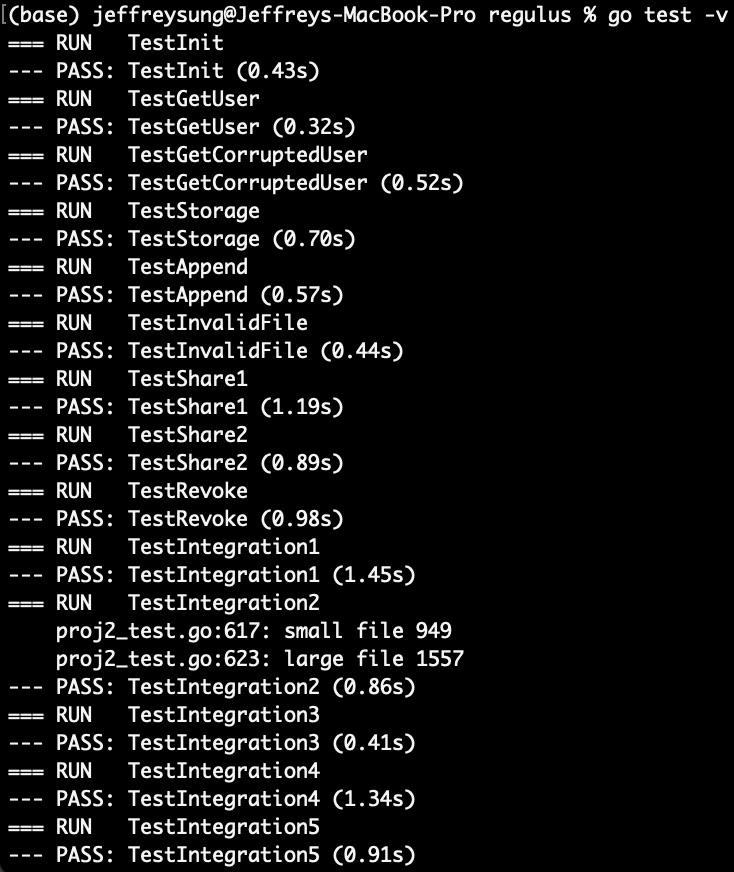 [(base) jeffreysung@Jeffreys-MacBook-Pro regulus % go test -v
=== RUN   TestInit
--- PASS: TestInit (0.43s)
=== RUN   TestGetUser
--- PASS: TestGetUser (0.32s)
=== RUN   TestGetCorruptedUser
--- PASS: TestGetCorruptedUser (0.52s)
=== RUN   TestStorage
--- PASS: TestStorage (0.70s)
=== RUN   TestAppend
--- PASS: TestAppend (0.57s)
=== RUN   TestInvalidFile
--- PASS: TestInvalidFile (0.44s)
=== RUN   TestShare1
--- PASS: TestShare1 (1.19s)
=== RUN   TestShare2
--- PASS: TestShare2 (0.89s)
=== RUN   TestRevoke
--- PASS: TestRevoke (0.98s)
=== RUN   TestIntegration1
--- PASS: TestIntegration1 (1.45s)
=== RUN   TestIntegration2
    proj2_test.go:617: small file 949
    proj2_test.go:623: large file 1557
--- PASS: TestIntegration2 (0.86s)
=== RUN   TestIntegration3
--- PASS: TestIntegration3 (0.41s)
=== RUN   TestIntegration4
--- PASS: TestIntegration4 (1.34s)
=== RUN   TestIntegration5
--- PASS: TestIntegration5 (0.91s)